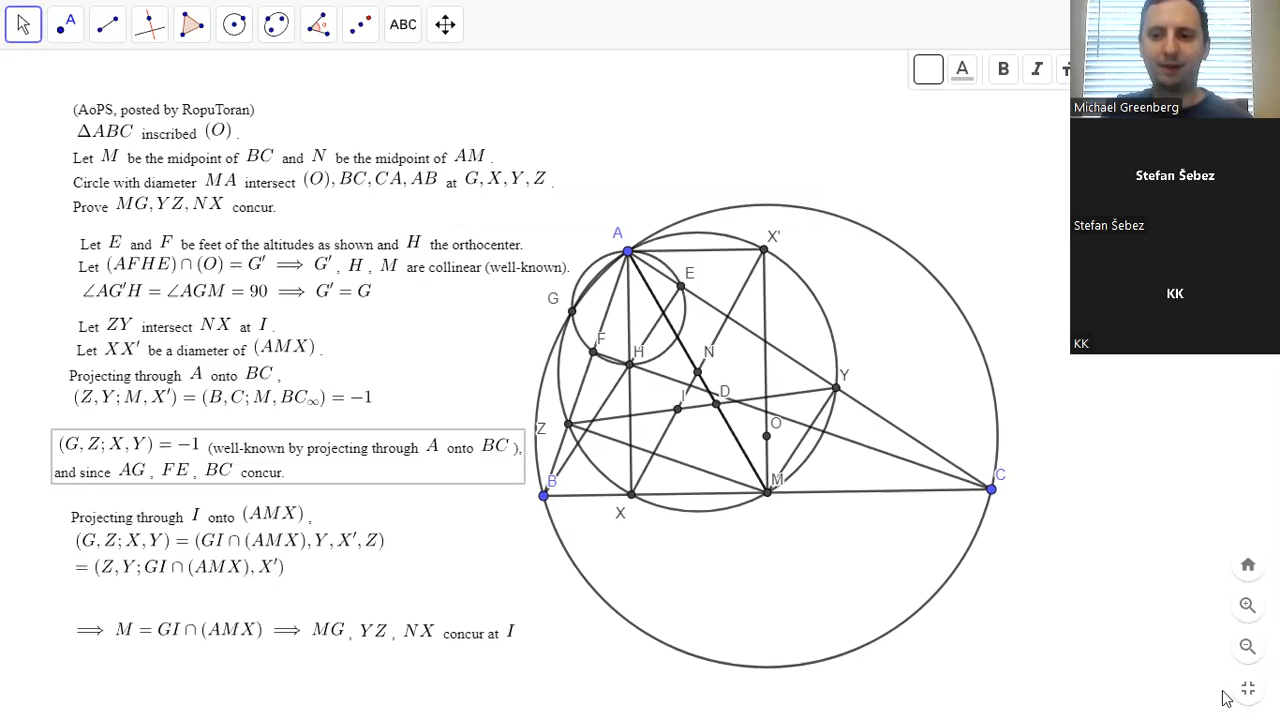 ABC
A B I
(AoPS, posted by RopuToran)
ΔABC inscribed (O) .
Let M be the midpoint of BC and N be the midpoint of AM .
Circle with diameter MA intersect (O), BC, CA, AB at G, X, Y, Z .
Prove MG, YZ, NX concur.
Let E and F be feet of the altitudes as shown and H the orthocenter.
Let (AFHE) ∩ (O) = G′ ⟹ G′ , H , M are collinear (well-known).
∠AG′H = ∠AGM = 90 ⟹ G′ = G
Let ZY intersect NX at I .
Let XX′ be a diameter of (AMX) .
Projecting through A onto BC ,
(Z, Y; M, X′) = (B, C; M, BC∞) = −1
(G, Z; X, Y) = −1 (well-known by projecting through A onto BC ),
and since AG , FE , BC concur.
Projecting through I onto (AMX) ,
(G, Z; X, Y) = (GI ∩ (AMX), Y, X′, Z)
= (Z, Y; GI ∩ (AMX), X′)
⟹ M = GI ∩ (AMX) ⟹ MG , YZ , NX concur at I
A
X'
E
G
F
H
N
Y
D
I
Z
O
B
M
C
X
Michael Greenberg
Stefan Šebez
Stefan Šebez
KK
KK